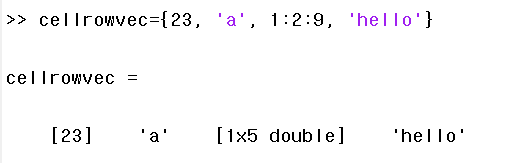 >> cellrowvec={23, 'a', 1:2:9, 'hello'}
cellrowvec =
[23] 'a' [1x5 double] 'hello'